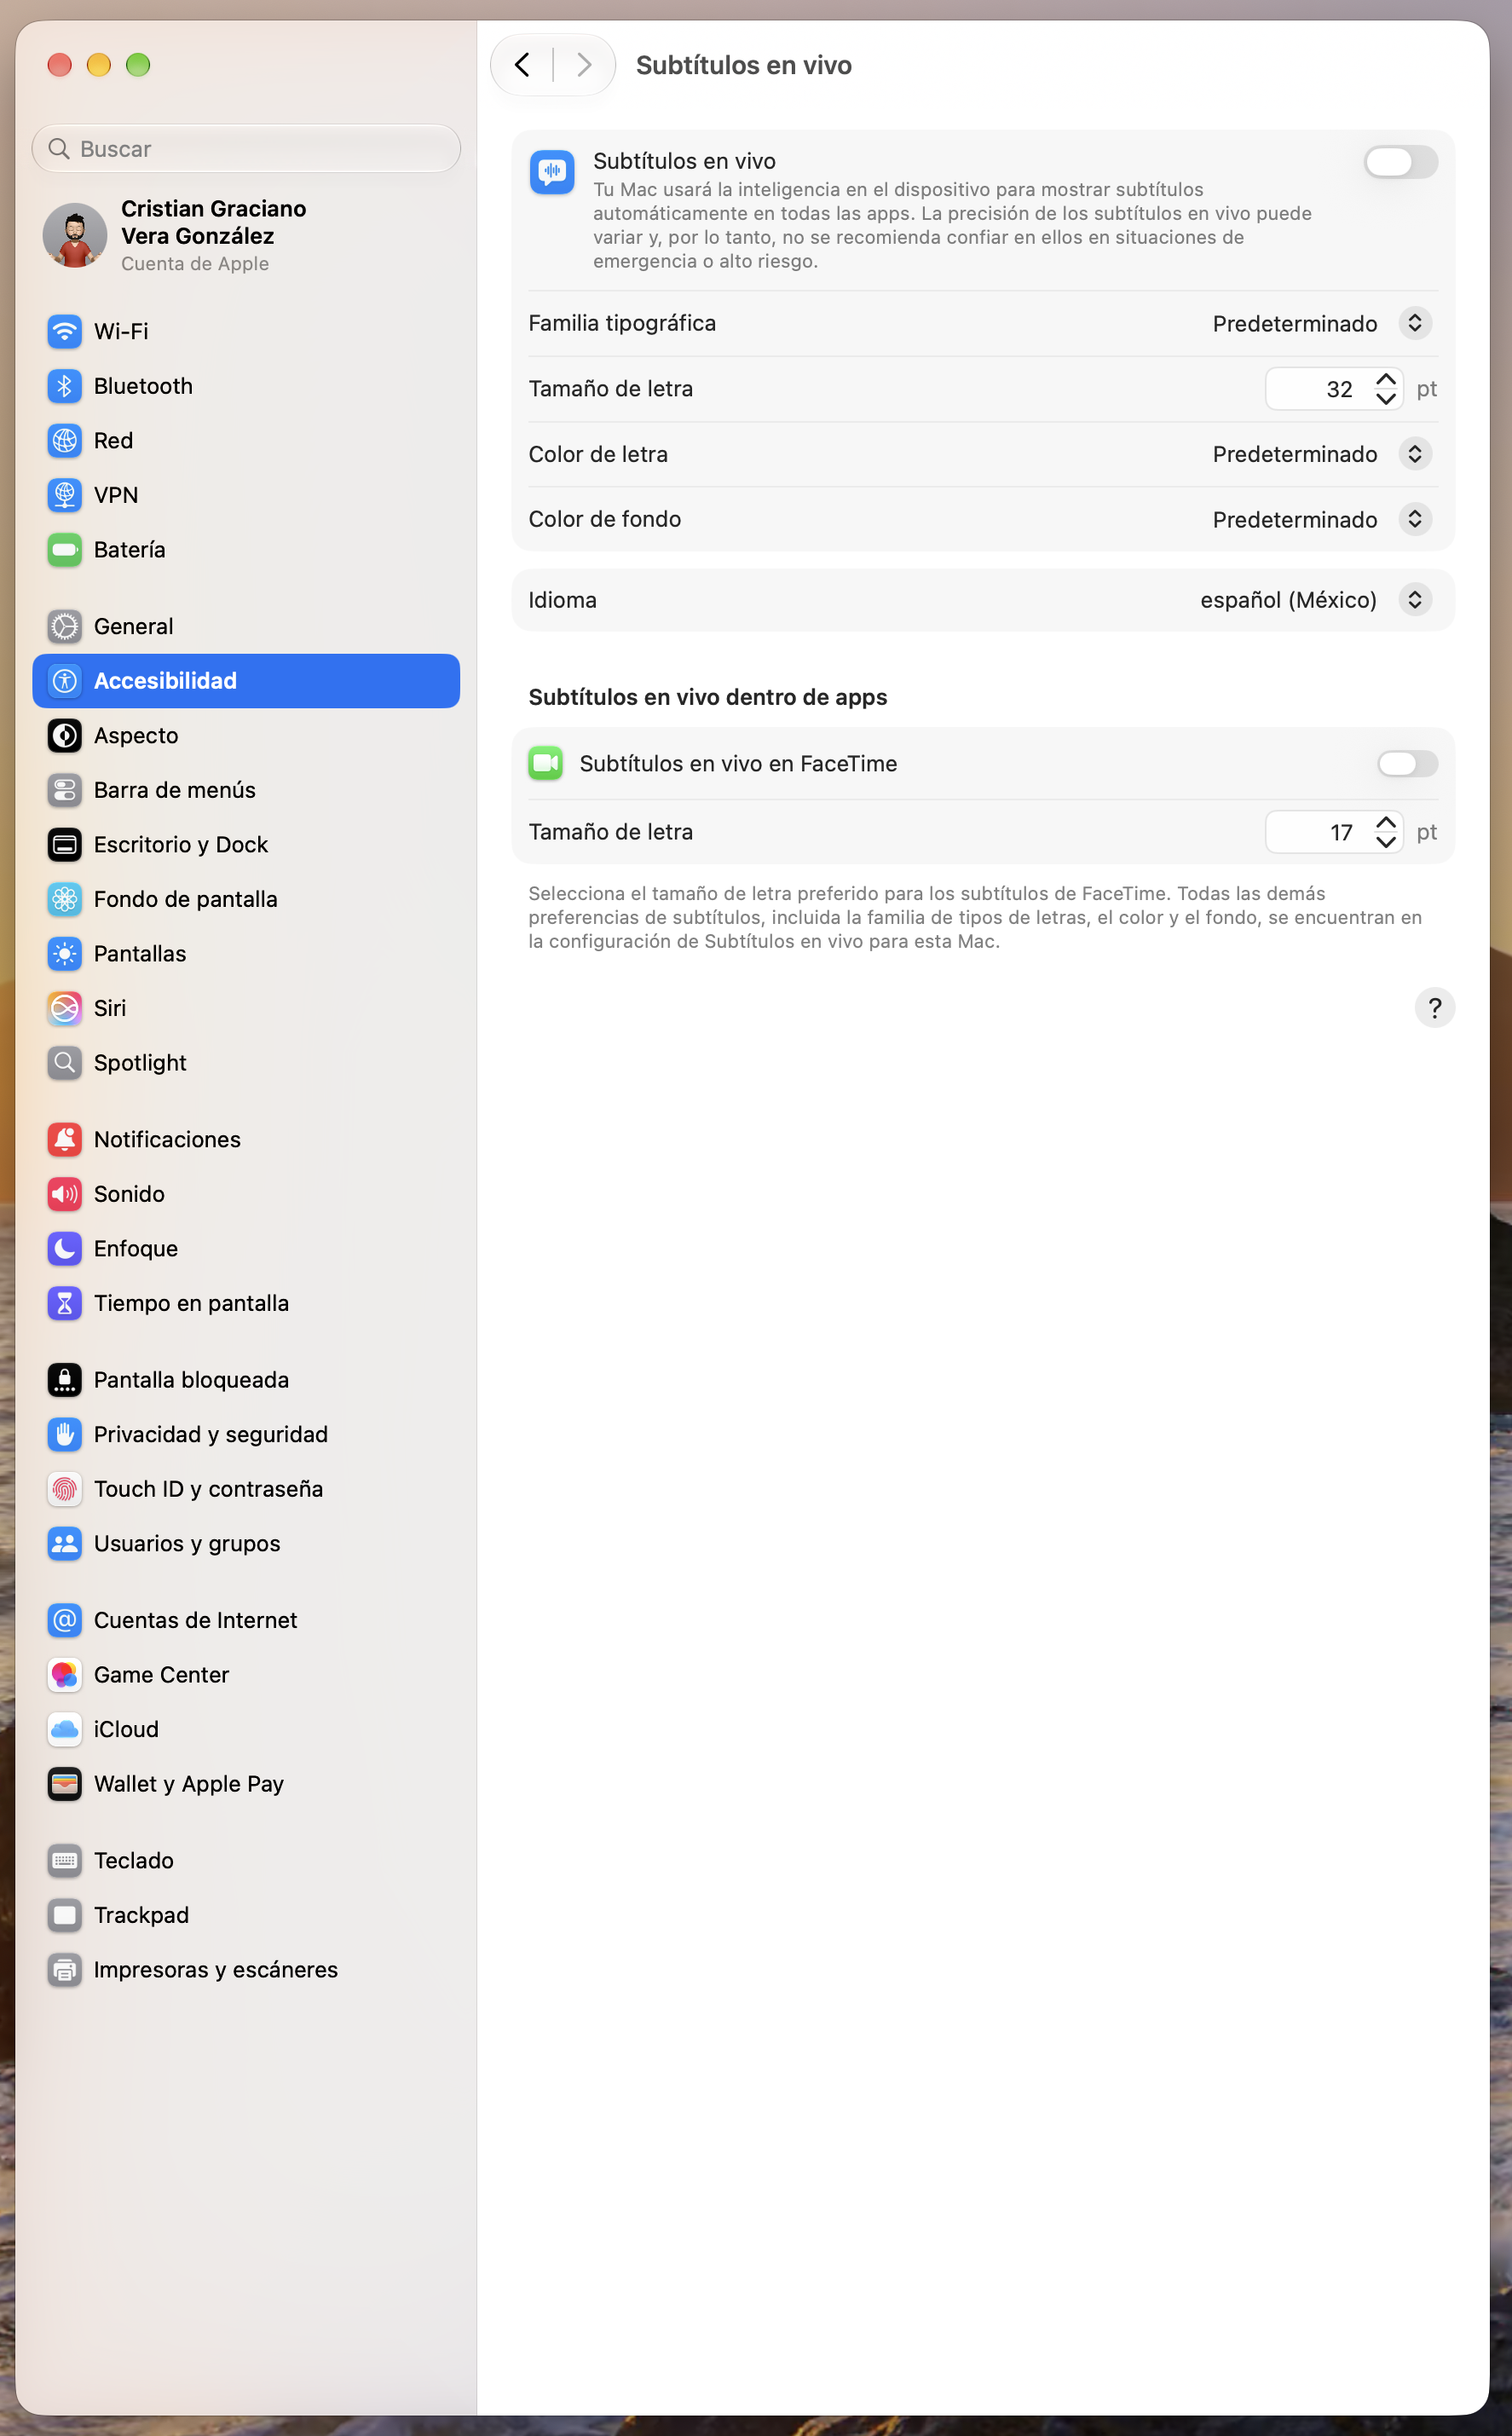 Buscar
Cristian Graciano
Vera González
Cuenta de Apple
Wi-Fi
Bluetooth
Red
VPN
Batería
General
Accesibilidad
Aspecto
Barra de menús
Escritorio y Dock
Fondo de pantalla
Pantallas
Siri
Spotlight
Notificaciones
Sonido
Enfoque
Tiempo en pantalla
Pantalla bloqueada
Privacidad y seguridad
Touch ID y contraseña
Usuarios y grupos
Cuentas de Internet
Game Center
iCloud
Wallet y Apple Pay
Teclado
Trackpad
Impresoras y escáneres
Subtítulos en vivo
Subtítulos en vivo
Tu Mac usará la inteligencia en el dispositivo para mostrar subtítulos
automáticamente en todas las apps. La precisión de los subtítulos en vivo puede
variar y, por lo tanto, no se recomienda confiar en ellos en situaciones de
emergencia o alto riesgo.
Familia tipográfica Predeterminado
Tamaño de letra 32 pt
Color de letra Predeterminado
Color de fondo Predeterminado
Idioma español (México)
Subtítulos en vivo dentro de apps
Subtítulos en vivo en FaceTime
Tamaño de letra 17 pt
Selecciona el tamaño de letra preferido para los subtítulos de FaceTime. Todas las demás
preferencias de subtítulos, incluida la familia de tipos de letras, el color y el fondo, se encuentran en
la configuración de Subtítulos en vivo para esta Mac.
?